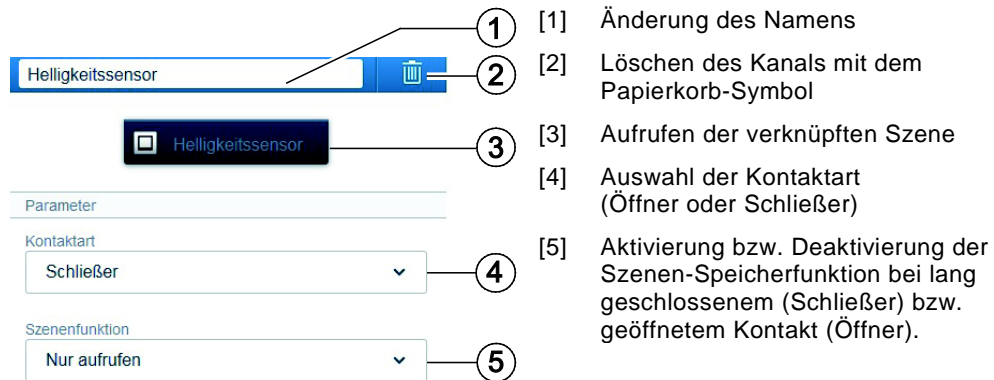 Helligkeitssensor
Helligkeitssensor
Parameter
Kontaktart
Schließer
Szenenfunktion
Nur aufrufen
1
2
3
4
5
[1] Änderung des Namens
[2] Löschen des Kanals mit dem
Papierkorb-Symbol
[3] Aufrufen der verknüpften Szene
[4] Auswahl der Kontaktart
(Öffner oder Schließer)
[5] Aktivierung bzw. Deaktivierung der
Szenen-Speicherfunktion bei lang
geschlossenem (Schließer) bzw.
geöffnetem Kontakt (Öffner).